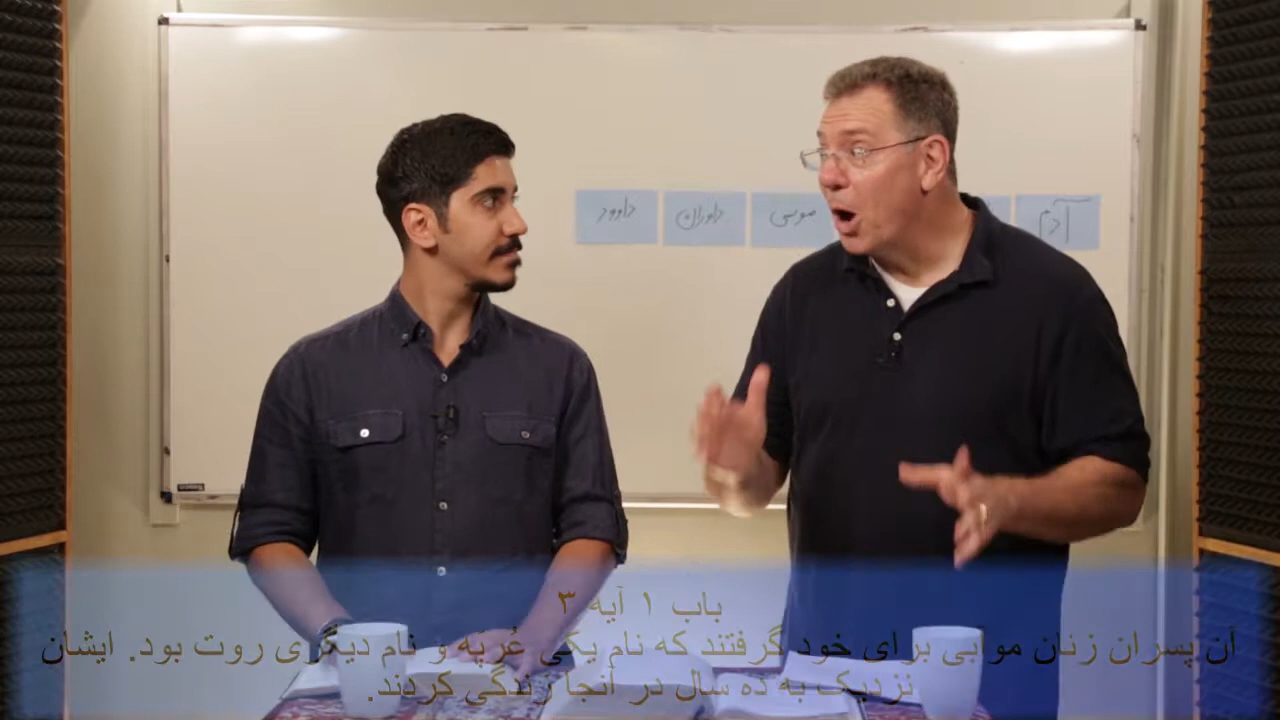 آدم
موسی
داوران
داوود
باب ۱ آیه ۳
آن پسران زنان موابی برای خود گرفتند که نام یکی عُرپه و نام دیگری روت بود. ایشان
نزدیک به ده سال در آنجا زندگی کردند.